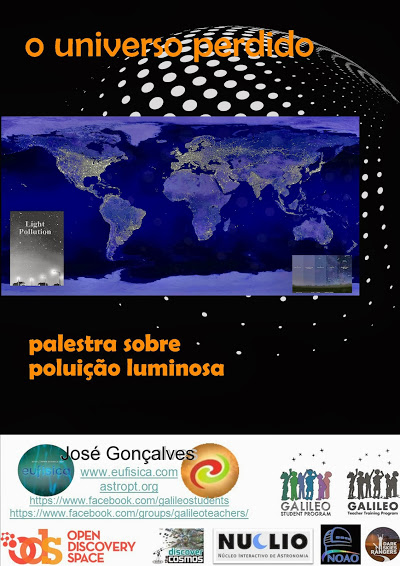 o universo perdido
Light
Pollution
palestra sobre
poluição luminosa
José Gonçalves
eufisica
www.eufisica.com
astropt.org
https://www.facebook.com/galileostudents
https://www.facebook.com/groups/galileoteachers/
GALILEO
STUDENT PROGRAM
GALILEO
Teacher Training Program
ods
OPEN
DISCOVERY
SPACE
discover
COSMOS
NUCLIO
NÚCLEO INTERACTIVO DE ASTRONOMIA
NOAO
DARK
SKIES
RANGERS